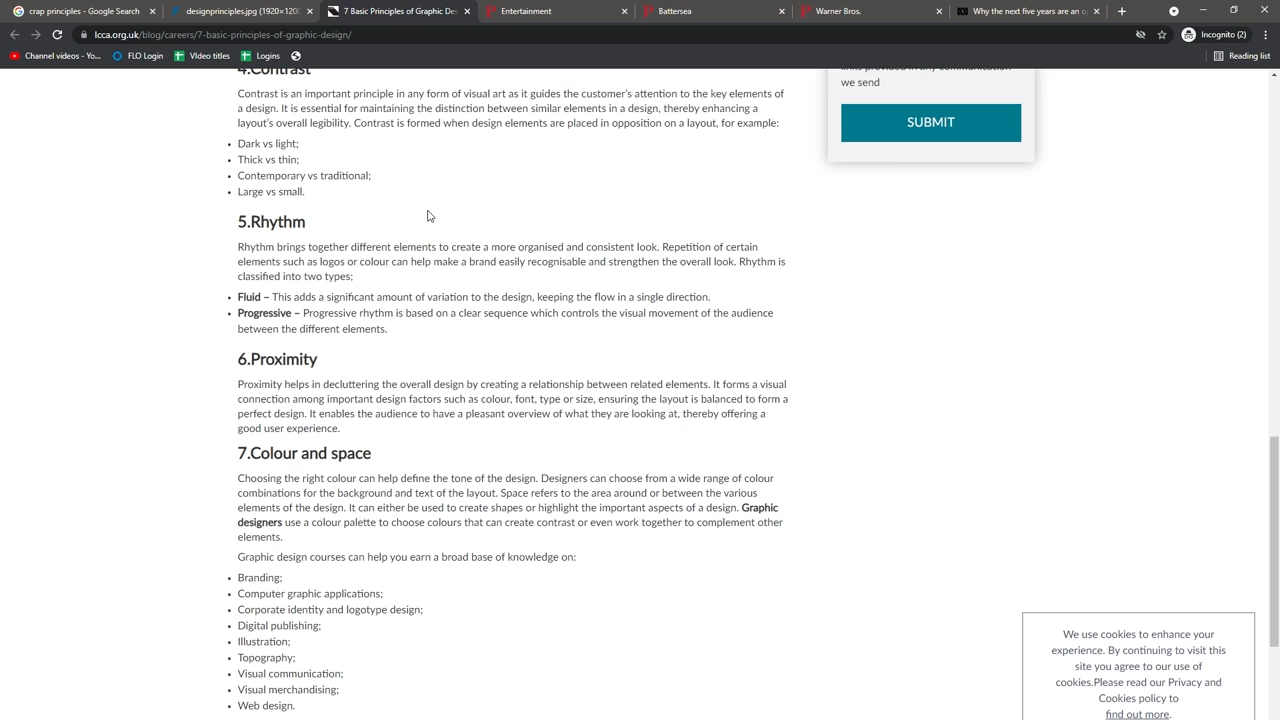 crap principles - Google Search
designprinciples.jpg (1920×1200
7 Basic Principles of Graphic De
Entertainment
Battersea
Warner Bros.
Why the next five years are an o
lcca.org.uk/blog/careers/7-basic-principles-of-graphic-design/
Incognito (2)
Channel videos - Yo...
FLO Login
VIdeo titles
Logins
Reading list
4.Contrast
Contrast is an important principle in any form of visual art as it guides the customer's attention to the key elements of
a design. It is essential for maintaining the distinction between similar elements in a design, thereby enhancing a
layout's overall legibility. Contrast is formed when design elements are placed in opposition on a layout, for example:
Dark vs light;
Thick vs thin;
Contemporary vs traditional;
Large vs small.
5.Rhythm
Rhythm brings together different elements to create a more organised and consistent look. Repetition of certain
elements such as logos or colour can help make a brand easily recognisable and strengthen the overall look. Rhythm is
classified into two types;
Fluid – This adds a significant amount of variation to the design, keeping the flow in a single direction.
Progressive – Progressive rhythm is based on a clear sequence which controls the visual movement of the audience
between the different elements.
6.Proximity
Proximity helps in decluttering the overall design by creating a relationship between related elements. It forms a visual
connection among important design factors such as colour, font, type or size, ensuring the layout is balanced to form a
perfect design. It enables the audience to have a pleasant overview of what they are looking at, thereby offering a
good user experience.
7.Colour and space
Choosing the right colour can help define the tone of the design. Designers can choose from a wide range of colour
combinations for the background and text of the layout. Space refers to the area around or between the various
elements of the design. It can either be used to create shapes or highlight the important aspects of a design. Graphic
designers use a colour palette to choose colours that can create contrast or even work together to complement other
elements.
Graphic design courses can help you earn a broad base of knowledge on:
Branding;
Computer graphic applications;
Corporate identity and logotype design;
Digital publishing;
Illustration;
Topography;
Visual communication;
Visual merchandising;
Web design.
links provided in any communication
we send
SUBMIT
We use cookies to enhance your
experience. By continuing to visit this
site you agree to our use of
cookies.Please read our Privacy and
Cookies policy to
find out more.